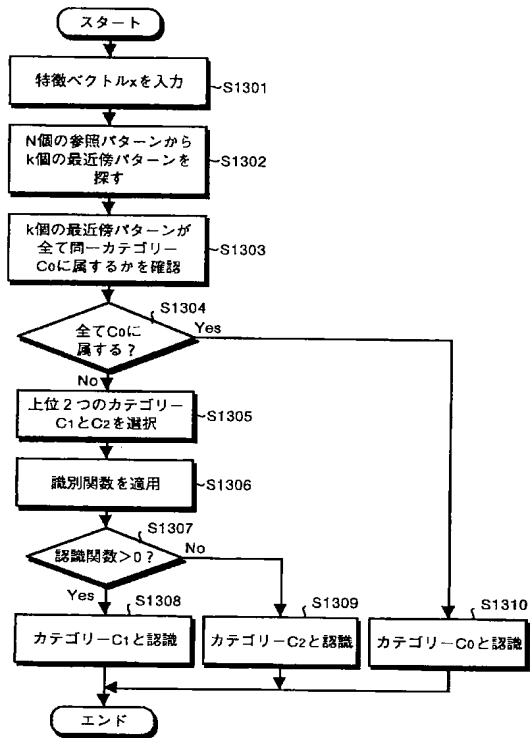 スタート
特徴ベクトルxを入力
S1301
N個の参照パターンから
k個の最近傍パターンを
探す
S1302
k個の最近傍パターンが
全て同一カテゴリー
C0に属するかを確認
S1303
S1304
全てC0に
属する？
Yes
No
上位２つのカテゴリー
C1とC2を選択
S1305
識別関数を適用
S1306
S1307
認識関数＞0？
No
Yes
S1308
カテゴリーC1と認識
S1309
カテゴリーC2と認識
S1310
カテゴリーC0と認識
エンド